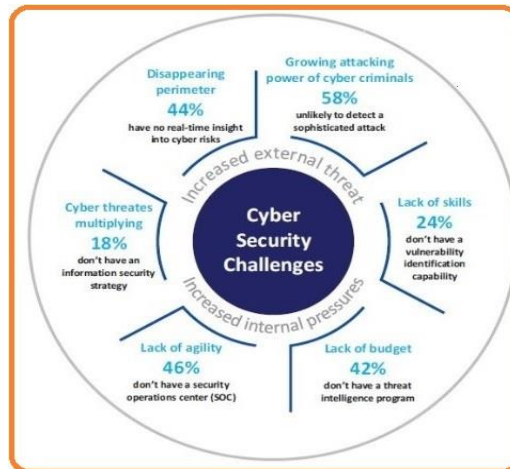 Disappearing
perimeter
44%
have no real-time insight
into cyber risks
Growing attacking
power of cyber criminals
58%
unlikely to detect a
sophisticated attack
Increased external threat
Cyber threates
multiplying
18%
don't have an
information security
strategy
Cyber
Security
Challenges
Lack of skills
24%
don't have a
vulnerability
identification
capability
Increased internal pressures
Lack of agility
46%
don't have a security
operations center (SOC)
Lack of budget
42%
don't have a threat
intelligence program